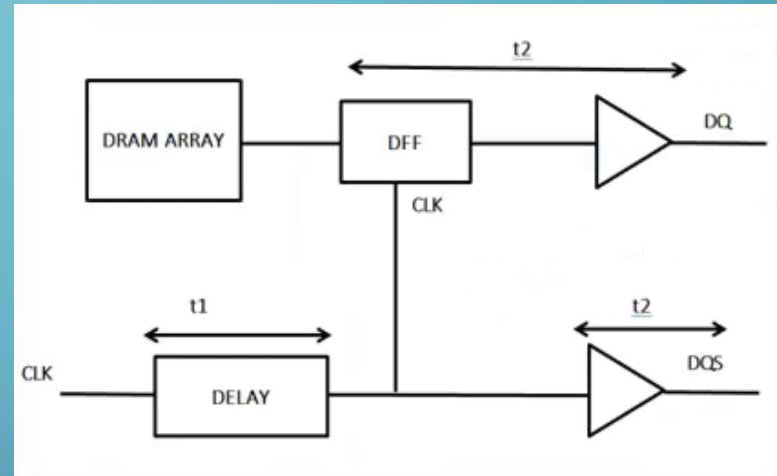 t2
DRAM ARRAY
DFF
DQ
CLK
t1
t2
CLK
DELAY
DQS